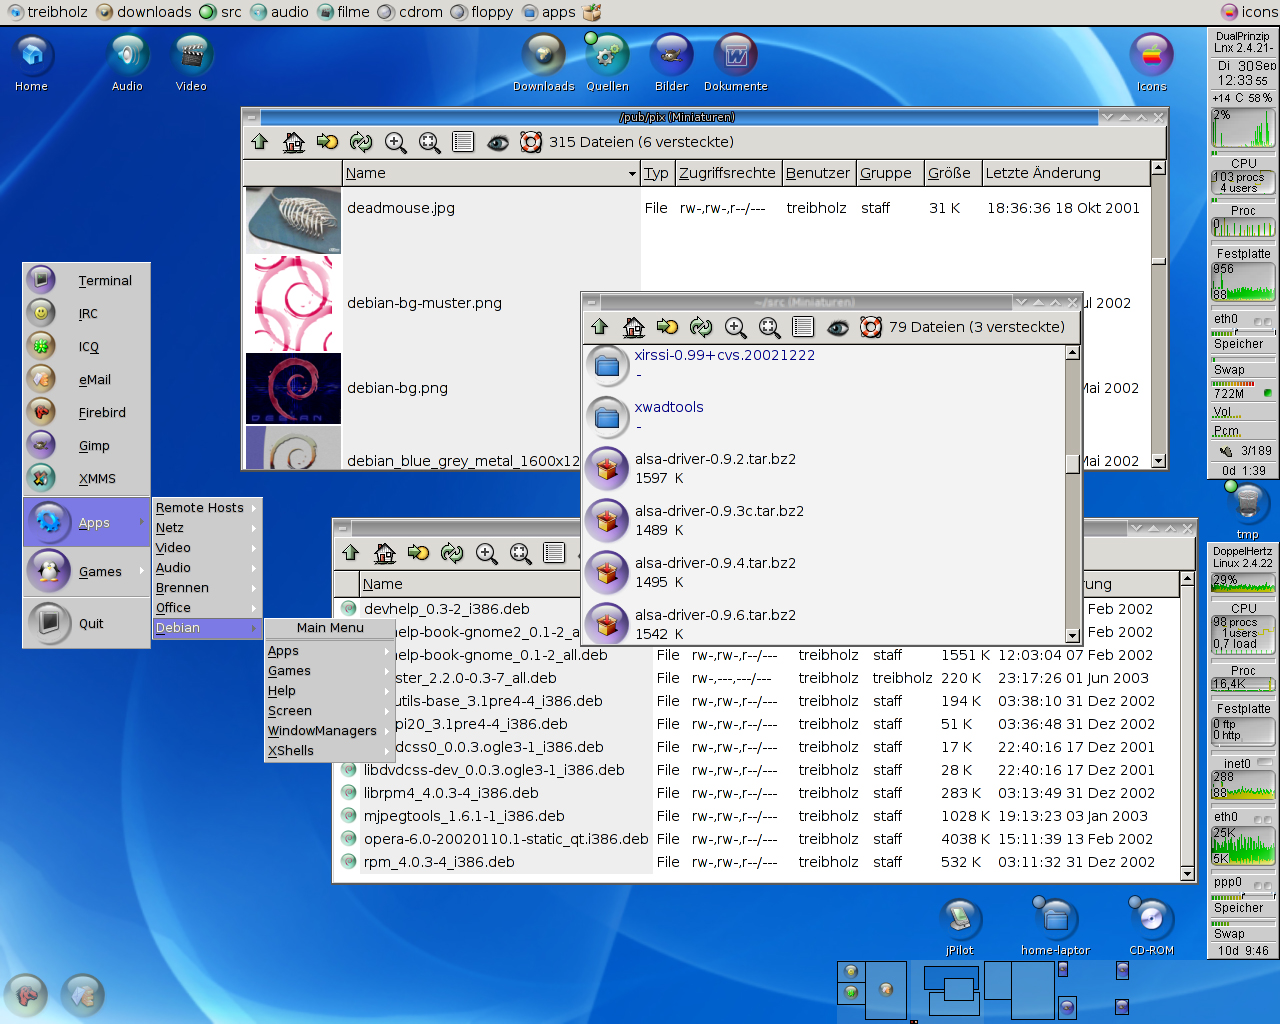 treibholz downloads src audio filme cdrom floppy apps icons
Home
Audio
Video
Downloads
Quellen
Bilder
Dokumente
Icons
/pub/pix (Miniaturen)
315 Dateien (6 versteckte)
Name Typ Zugriffsrechte Benutzer Gruppe Größe Letzte Änderung
deadmouse.jpg File rw-,rw-,r--/--- treibholz staff 31 K 18:36:36 18 Okt 2001
debian-bg-muster.png ul 2002
debian-bg.png Mai 2002
debian_blue_grey_metal_1600x12 Mai 2002
~/src (Miniaturen)
79 Dateien (3 versteckte)
xirssi-0.99+cvs.20021222
-
xwadtools
-
alsa-driver-0.9.2.tar.bz2
1597 K
alsa-driver-0.9.3c.tar.bz2
1489 K
alsa-driver-0.9.4.tar.bz2
1495 K
alsa-driver-0.9.6.tar.bz2
1542 K
Terminal
IRC
ICQ
eMail
Firebird
Gimp
XMMS
Apps
Games
Quit
Remote Hosts
Netz
Video
Audio
Brennen
Office
Debian
Main Menu
Apps
Games
Help
Screen
WindowManagers
XShells
Name rung
devhelp_0.3-2_i386.deb Feb 2002
help-book-gnome2_0.1-2_a Feb 2002
help-book-gnome_0.1-2_all.deb File rw-,rw-,r--/--- treibholz staff 1551 K 12:03:04 07 Feb 2002
ster_2.2.0-0.3-7_all.deb File rw-,---,---/--- treibholz treibholz 220 K 23:17:26 01 Jun 2003
utils-base_3.1pre4-4_i386.deb File rw-,rw-,r--/--- treibholz staff 194 K 03:38:10 31 Dez 2002
pi20_3.1pre4-4_i386.deb File rw-,rw-,r--/--- treibholz staff 51 K 03:36:48 31 Dez 2002
dcss0_0.0.3.ogle3-1_i386.deb File rw-,rw-,r--/--- treibholz staff 17 K 22:40:16 17 Dez 2001
libdvdcss-dev_0.0.3.ogle3-1_i386.deb File rw-,rw-,r--/--- treibholz staff 28 K 22:40:16 17 Dez 2001
librpm4_4.0.3-4_i386.deb File rw-,rw-,r--/--- treibholz staff 283 K 03:13:49 31 Dez 2002
mjpegtools_1.6.1-1_i386.deb File rw-,rw-,r--/--- treibholz staff 1028 K 19:13:23 03 Jan 2003
opera-6.0-20020110.1-static_qt.i386.deb File rw-,rw-,r--/--- treibholz staff 4038 K 15:11:39 13 Feb 2002
rpm_4.0.3-4_i386.deb File rw-,rw-,r--/--- treibholz staff 532 K 03:11:32 31 Dez 2002
DualPrinzip
Lnx 2.4.21-
Di 30Sep
12:33 55
+14 C 58%
2%
CPU
103 procs
4 users
Proc
0
Festplatte
956
88
eth0
Speicher
Swap
722M
Vol
Pcm
3/189
0d 1:39
tmp
DoppelHertz
Linux 2.4.22
29%
CPU
98 procs
1 users
0,7 load
Proc
16,4K
Festplatte
0 ftp
0 http
inet0
288
88
eth0
25K
5K
ppp0
Speicher
Swap
10d 9:46
jPilot
home-laptor
CD-ROM